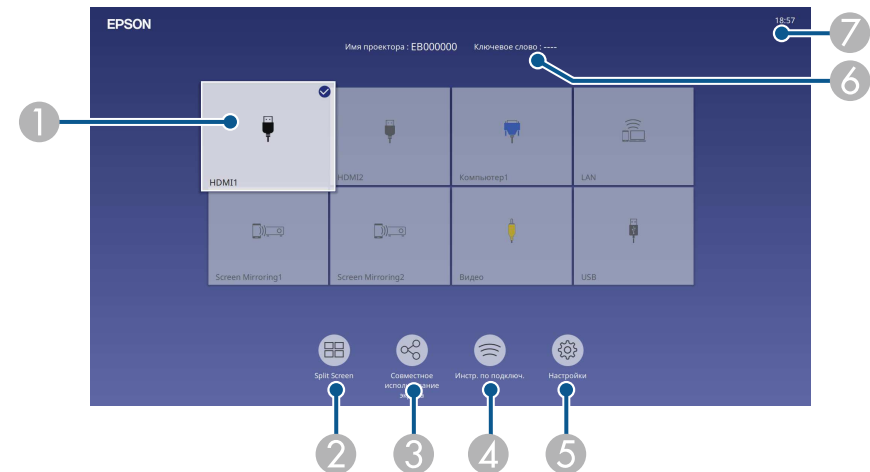 EPSON
18:57
Имя проектора : EB000000 Ключевое слово : ----
HDMI1
HDMI2
Компьютер1
LAN
Screen Mirroring1
Screen Mirroring2
Видео
USB
Split Screen
Совместное
использование
Инстр. по подключ.
Настройки
1
2
3
4
5
6
7